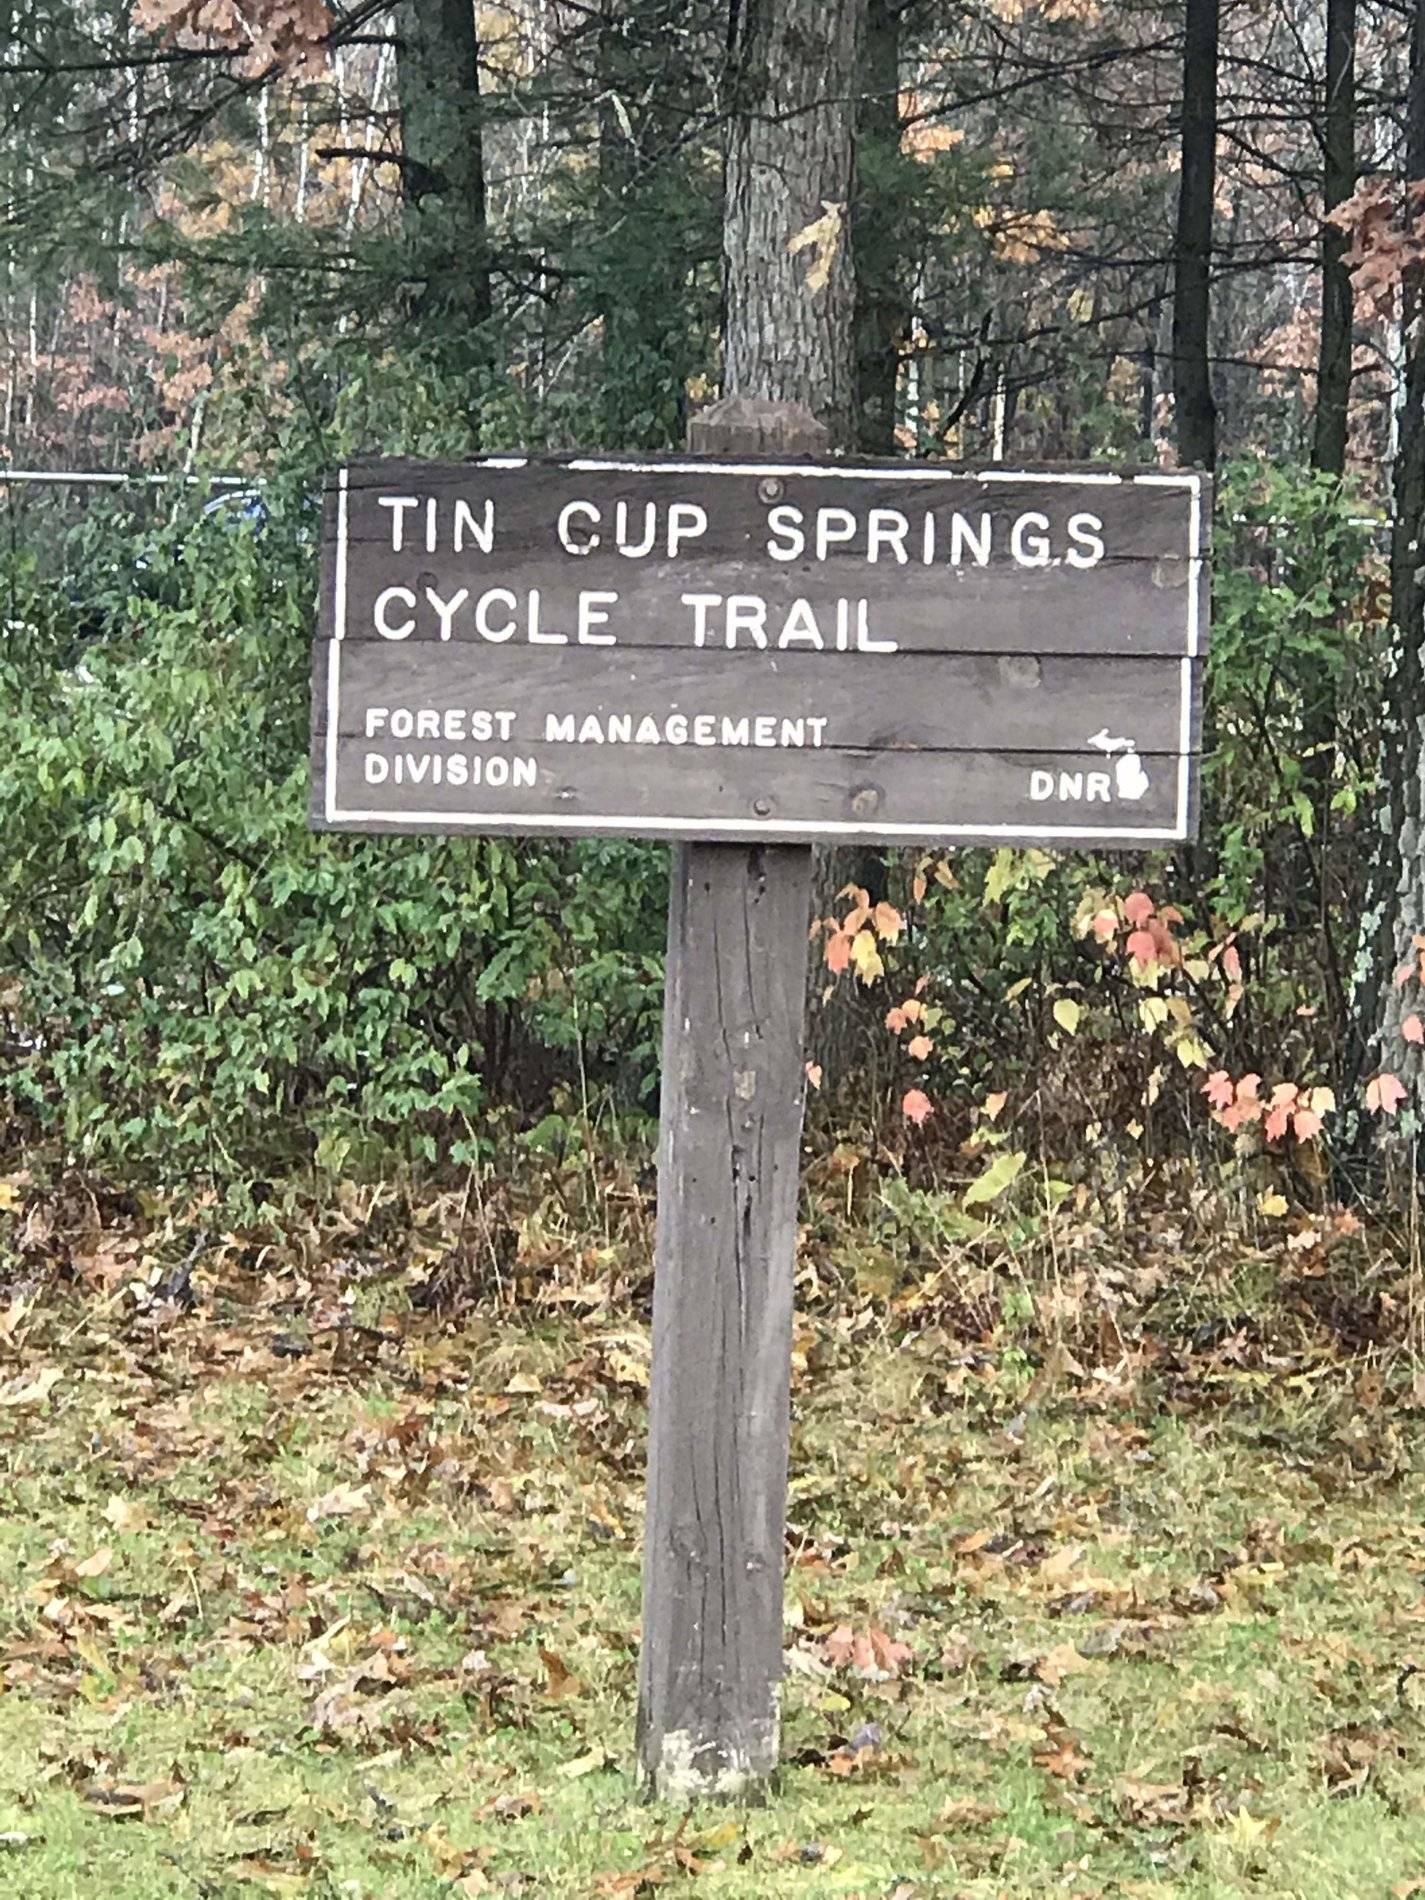 TIN CUP SPRINGS
CYCLE TRAIL
FOREST MANAGEMENT
DIVISION
DNR